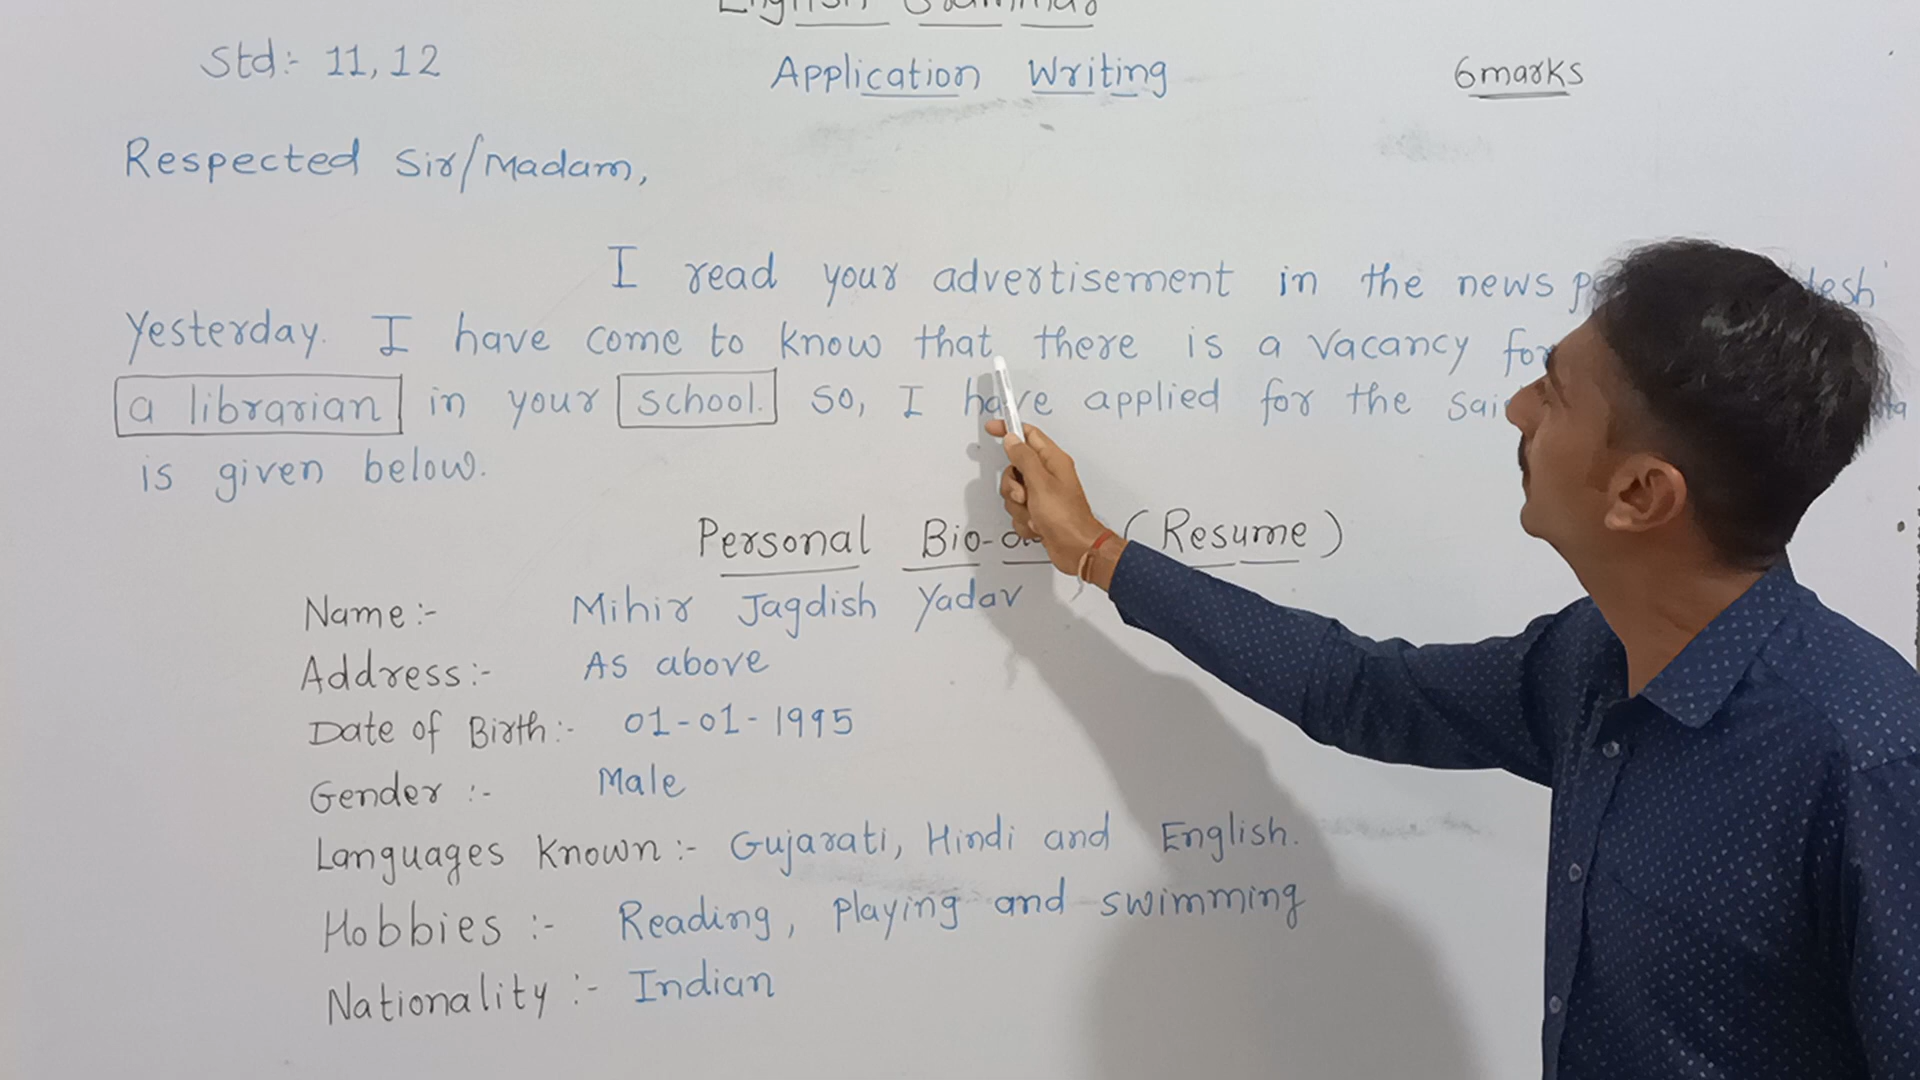 English Grammar
Std:- 11, 12 Application Writing 6marks
Respected Sir/Madam,
I read your advertisement in the news
Yesterday. I have come to know that there is a vacancy for
a librarian in your school. So, I have applied for the
is given below.
Personal Bio- (Resume)
Name:- Mihir Jagdish Yadav
Address:- As above
Date of Birth:- 01-01-1995
Gender :- Male
Languages Known:- Gujarati, Hindi and English.
Hobbies :- Reading, playing and swimming
Nationality :- Indian